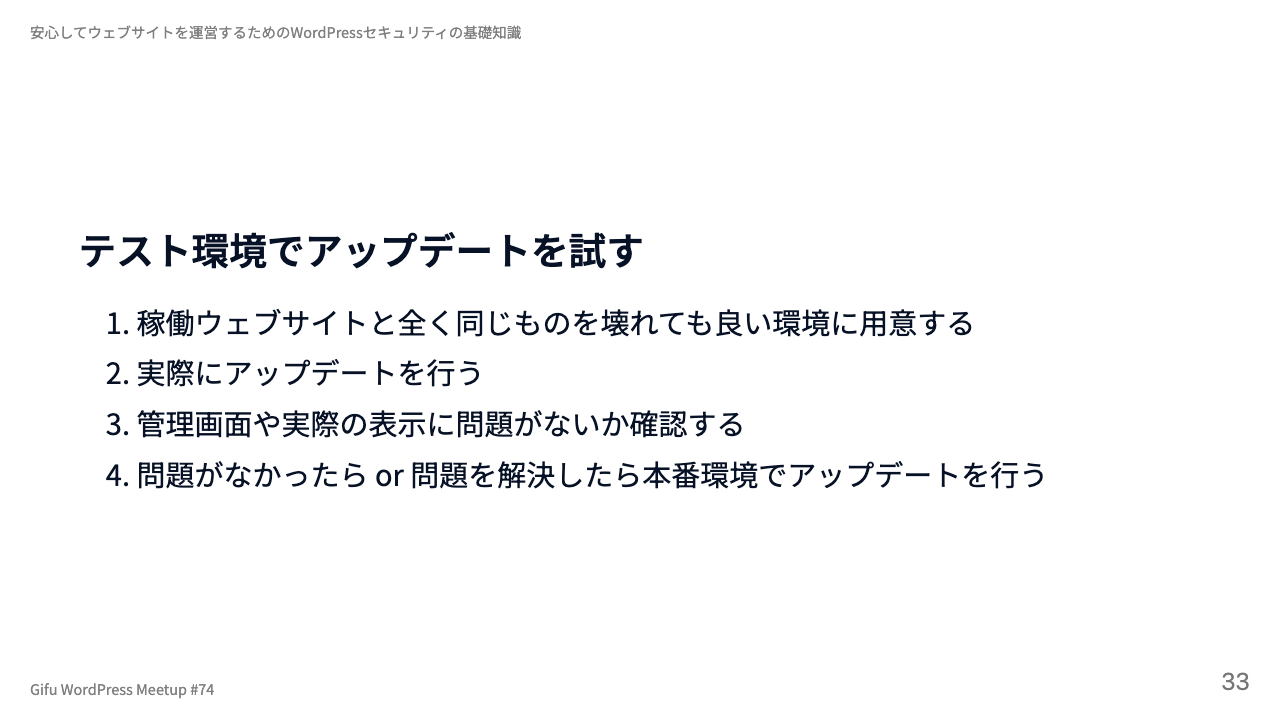 安心してウェブサイトを運営するためのWordPressセキュリティの基礎知識
テスト環境でアップデートを試す
1. 稼働ウェブサイトと全く同じものを壊れても良い環境に用意する
2. 実際にアップデートを行う
3. 管理画面や実際の表示に問題がないか確認する
4. 問題がなかったら or 問題を解決したら本番環境でアップデートを行う
Gifu WordPress Meetup #74
33